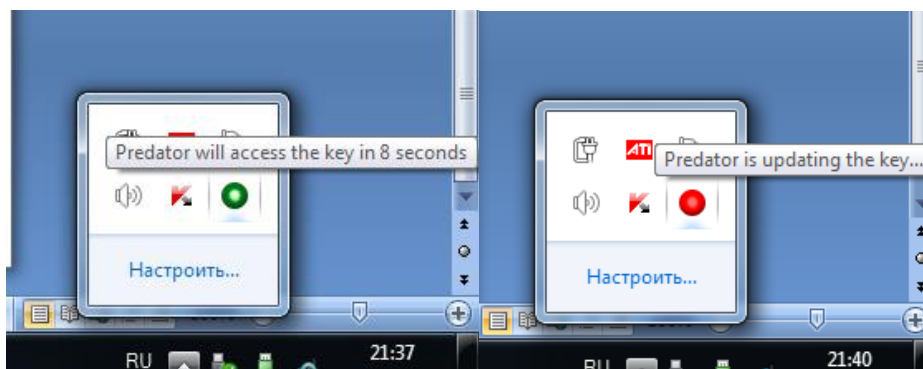 Predator will access the key in 8 seconds
Настроить...
RU
21:37
ATI
Predator is updating the key...
Настроить...
21:40